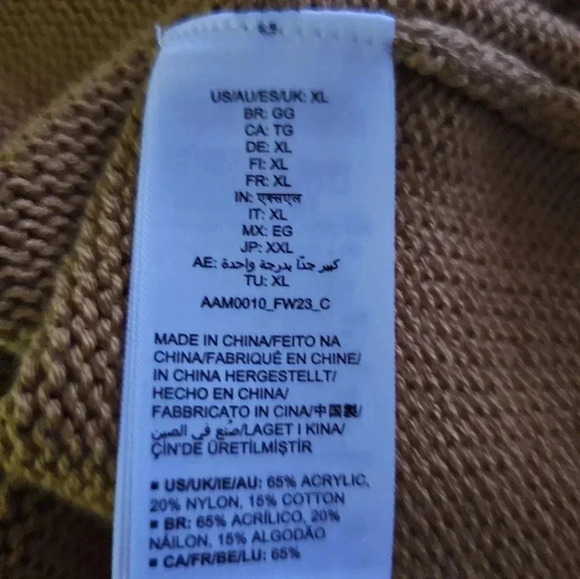 US/AU/ES/UK: XL
BR: GG
CA: TG
DE: XL
FI: XL
FR: XL
IN: एक्सएल
IT: XL
MX: EG
JP: XXL
AE: كبير جدًا بدرجة واحدة
TU: XL
AAM0010_FW23_C
MADE IN CHINA/FEITO NA
CHINA/FABRIQUÉ EN CHINE/
IN CHINA HERGESTELLT/
HECHO EN CHINA/
FABBRICATO IN CINA/中国製/
صُنع في الصين/LAGET I KINA/
ÇİN'DE ÜRETİLMİŞTİR
▪ US/UK/IE/AU: 65% ACRYLIC,
20% NYLON, 15% COTTON
▪ BR: 65% ACRÍLICO, 20%
NÁILON, 15% ALGODÃO
▪ CA/FR/BE/LU: 65%